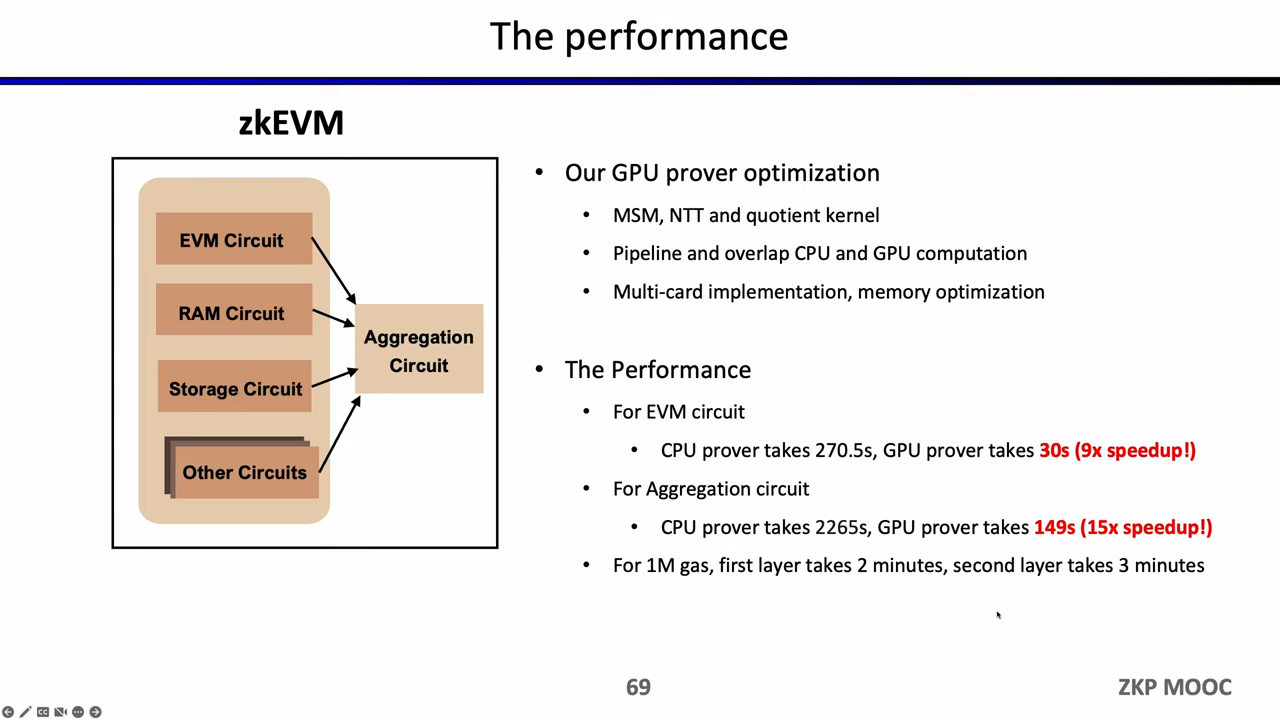 The performance
zkEVM
EVM Circuit
RAM Circuit
Storage Circuit
Other Circuits
Aggregation
Circuit
• Our GPU prover optimization
• MSM, NTT and quotient kernel
• Pipeline and overlap CPU and GPU computation
• Multi-card implementation, memory optimization
• The Performance
• For EVM circuit
• CPU prover takes 270.5s, GPU prover takes 30s (9x speedup!)
• For Aggregation circuit
• CPU prover takes 2265s, GPU prover takes 149s (15x speedup!)
• For 1M gas, first layer takes 2 minutes, second layer takes 3 minutes
69
ZKP MOOC